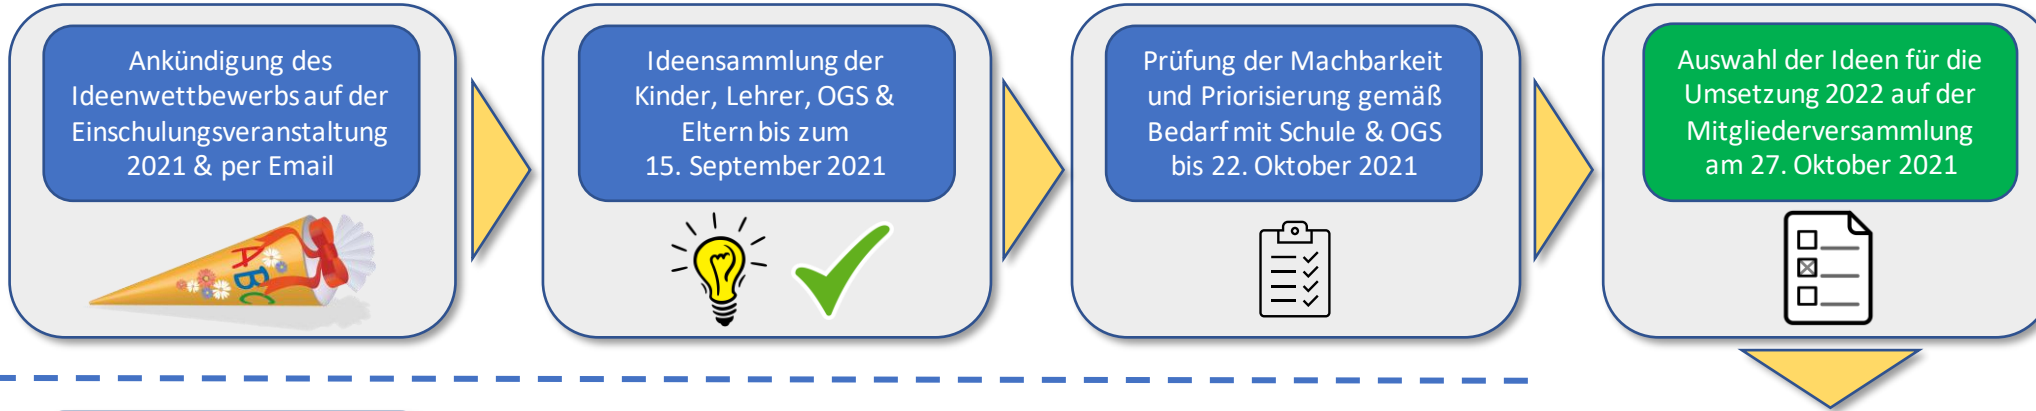 Ankündigung des
Ideenwettbewerbs auf der
Einschulungsveranstaltung
2021 & per Email
ABC
Ideensammlung der
Kinder, Lehrer, OGS &
Eltern bis zum
15. September 2021
Prüfung der Machbarkeit
und Priorisierung gemäß
Bedarf mit Schule & OGS
bis 22. Oktober 2021
Auswahl der Ideen für die
Umsetzung 2022 auf der
Mitgliederversammlung
am 27. Oktober 2021